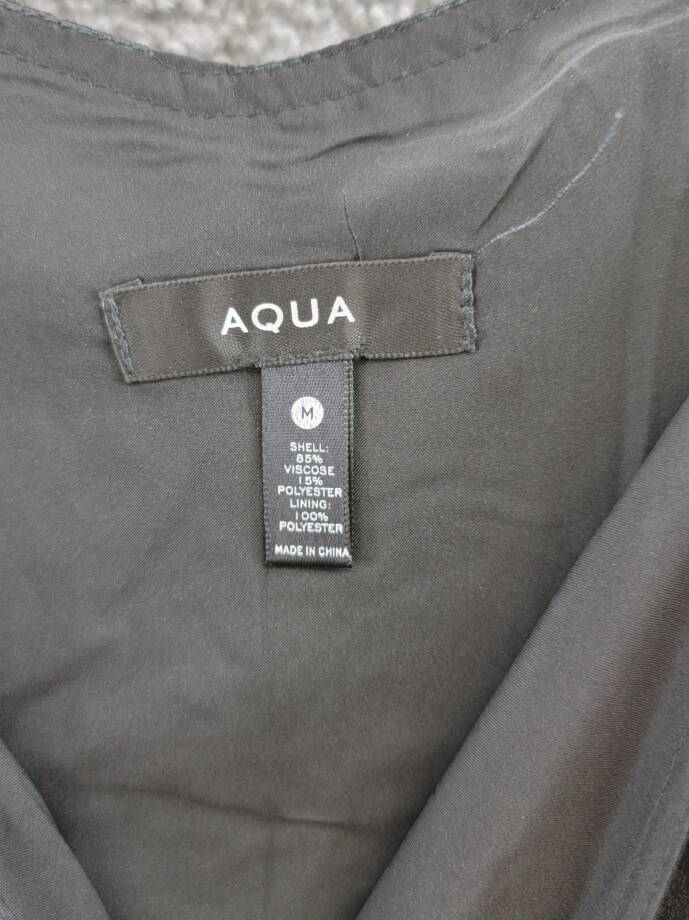 AQUA
M
SHELL:
85%
VISCOSE
15%
POLYESTER
LINING:
100%
POLYESTER
MADE IN CHINA